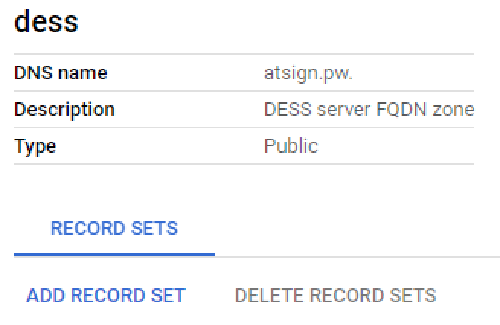 dess
DNS name atsign.pw.
Description DESS server FQDN zone
Type Public
RECORD SETS
ADD RECORD SET DELETE RECORD SETS